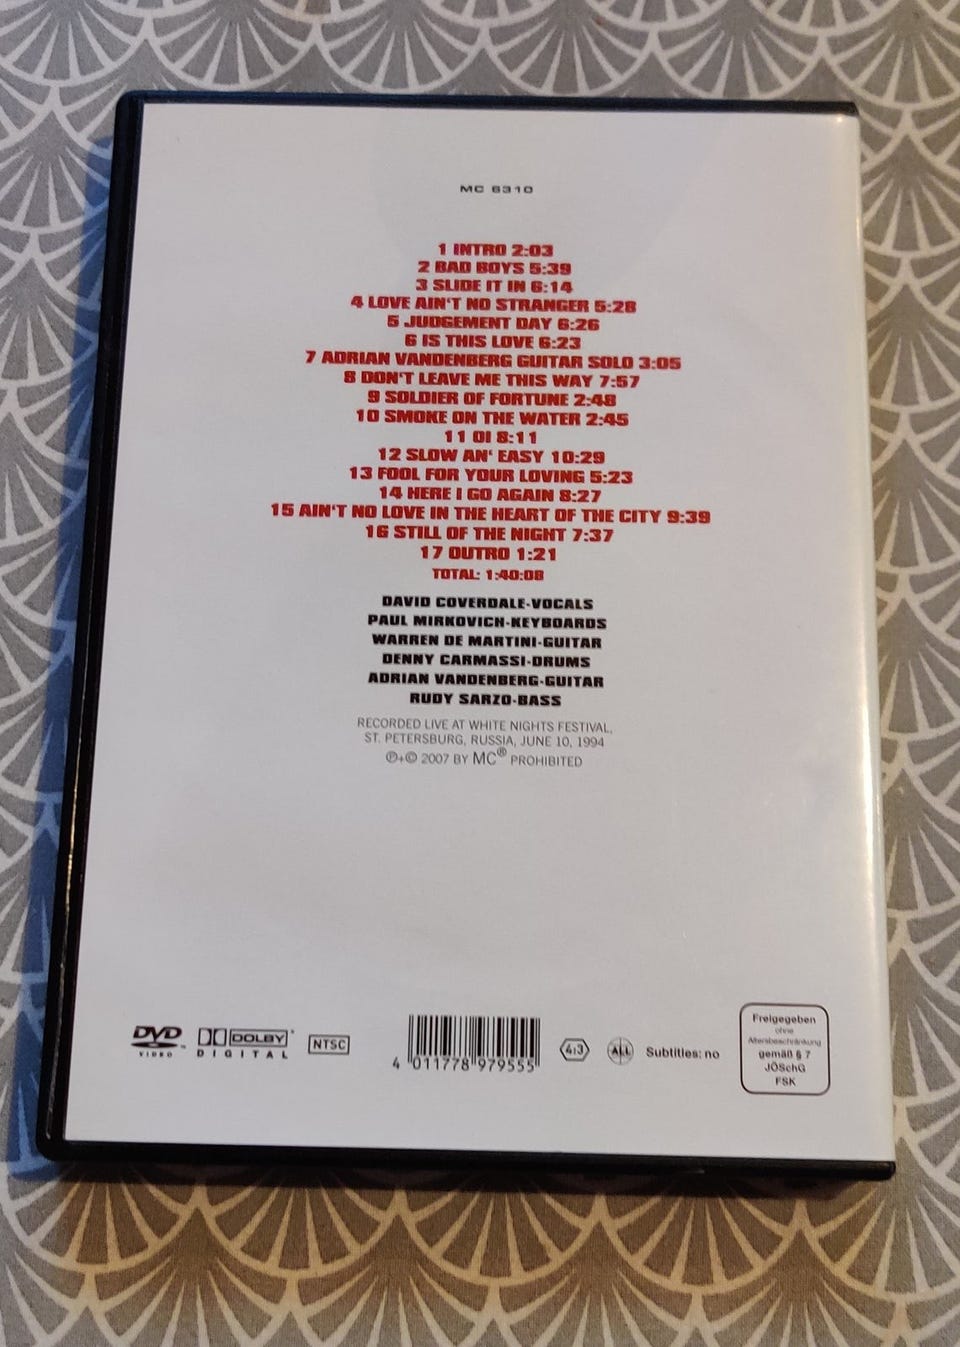 MC 6310
1 INTRO 2:03
2 BAD BOYS 5:39
3 SLIDE IT IN 6:14
4 LOVE AIN'T NO STRANGER 5:28
5 JUDGEMENT DAY 6:26
6 IS THIS LOVE 6:23
7 ADRIAN VANDENBERG GUITAR SOLO 3:05
8 DON'T LEAVE ME THIS WAY 7:57
9 SOLDIER OF FORTUNE 2:48
10 SMOKE ON THE WATER 2:45
11 OI 8:11
12 SLOW AN' EASY 10:29
13 FOOL FOR YOUR LOVING 5:23
14 HERE I GO AGAIN 8:27
15 AIN'T NO LOVE IN THE HEART OF THE CITY 9:39
16 STILL OF THE NIGHT 7:37
17 OUTRO 1:21
TOTAL: 1:40:08
DAVID COVERDALE-VOCALS
PAUL MIRKOVICH-KEYBOARDS
WARREN DE MARTINI-GUITAR
DENNY CARMASSI-DRUMS
ADRIAN VANDENBERG-GUITAR
RUDY SARZO-BASS
RECORDED LIVE AT WHITE NIGHTS FESTIVAL,
ST. PETERSBURG, RUSSIA, JUNE 10, 1994
℗+© 2007 BY MC® PROHIBITED
DVD
VIDEO
DOLBY
DIGITAL
NTSC
4 011778 979555
4:3
ALL
Subtitles: no
Freigegeben
ohne
Altersbeschränkung
gemäß § 7
JÖSchG
FSK